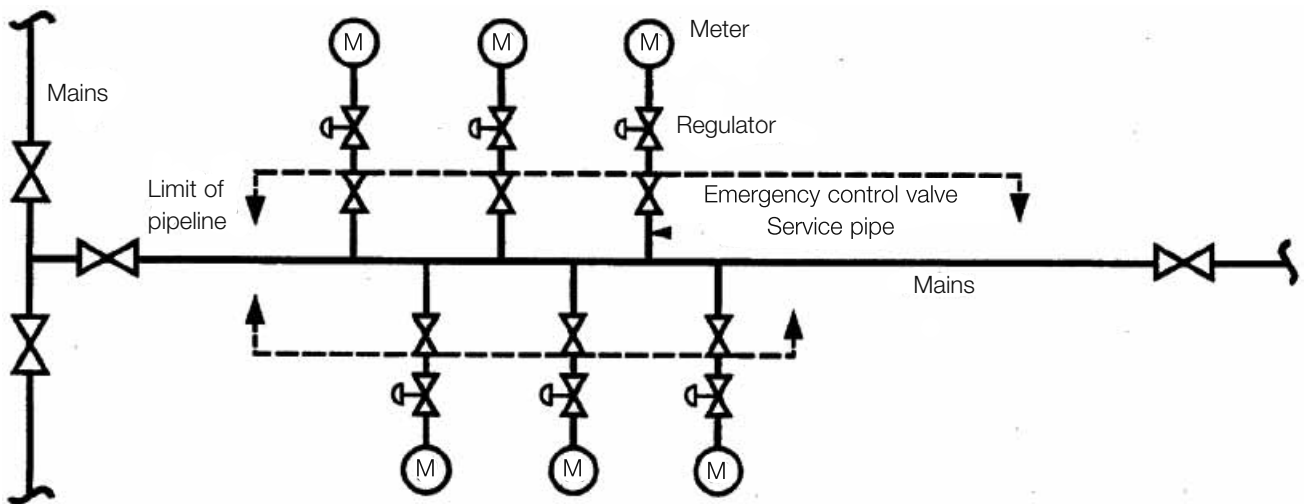 M
M
M
Meter
Mains
Regulator
Limit of
pipeline
Emergency control valve
Service pipe
Mains
M
M
M